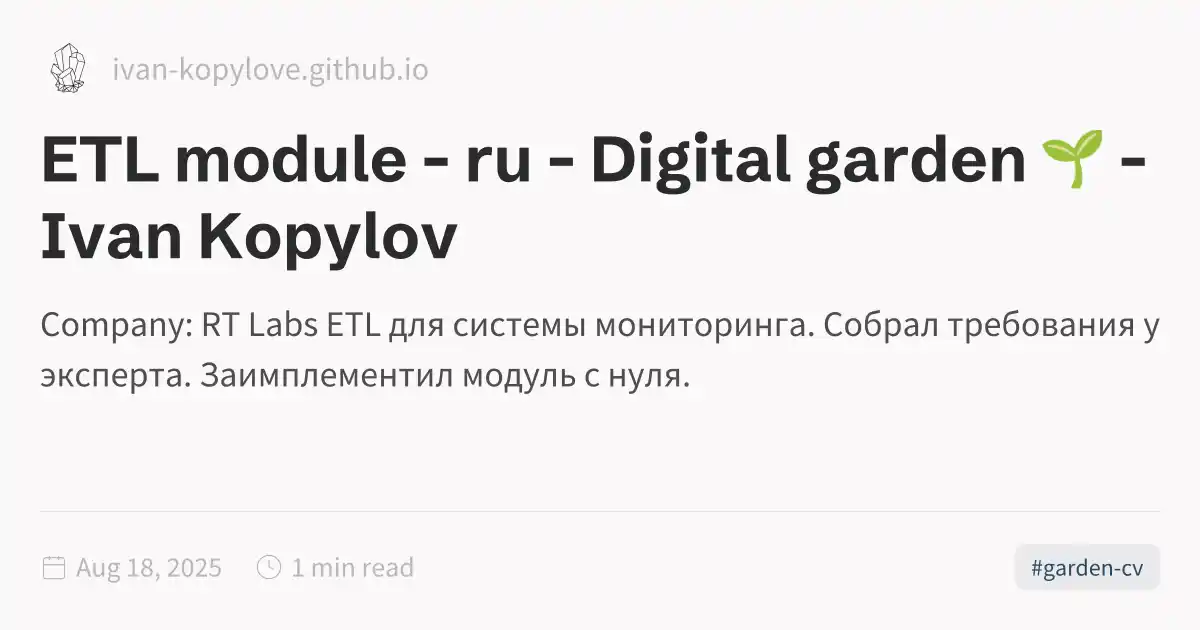 ivan-kopylove.github.io
ETL module - ru - Digital garden 🌱 -
Ivan Kopylov
Company: RT Labs ETL для системы мониторинга. Собрал требования у
эксперта. Заимплементил модуль с нуля.
Aug 18, 2025 1 min read #garden-cv